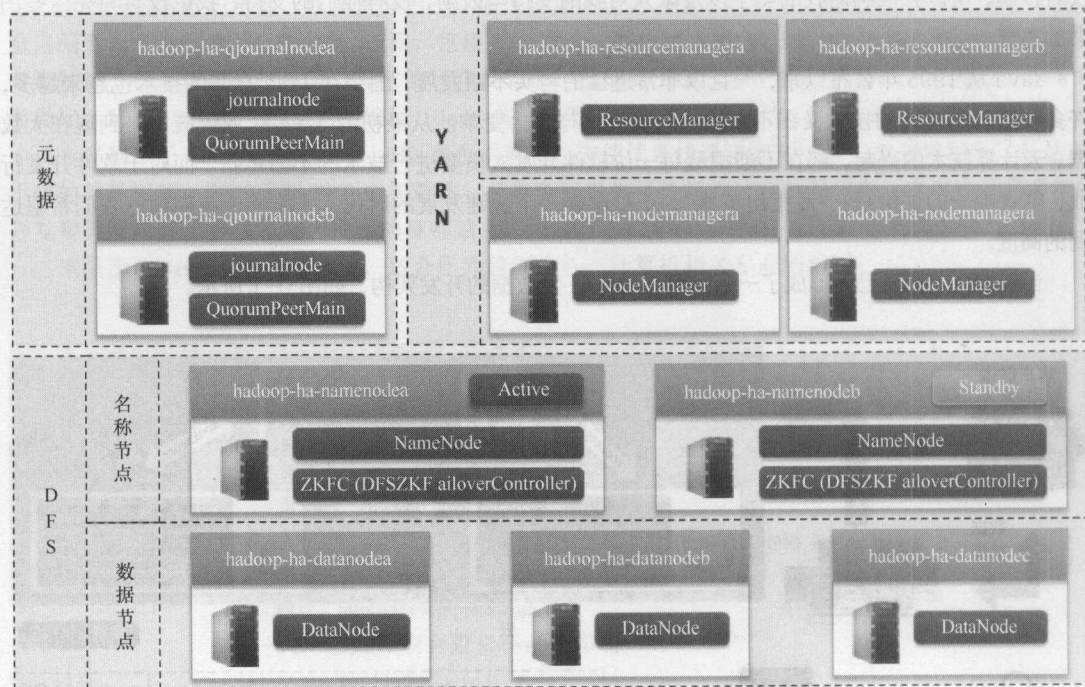 元数据
hadoop-ha-qjournalnodea
journalnode
QuorumPeerMain
hadoop-ha-qjournalnodeb
journalnode
QuorumPeerMain
YARN
hadoop-ha-resourcemanagera
ResourceManager
hadoop-ha-resourcemanagerb
ResourceManager
hadoop-ha-nodemanagera
NodeManager
hadoop-ha-nodemanagera
NodeManager
DFS
名称节点
hadoop-ha-namenodea
Active
NameNode
ZKFC (DFSZKF ailoverController)
hadoop-ha-namenodeb
Standby
NameNode
ZKFC (DFSZKF ailoverController)
数据节点
hadoop-ha-datanodea
DataNode
hadoop-ha-datanodeb
DataNode
hadoop-ha-datanodec
DataNode